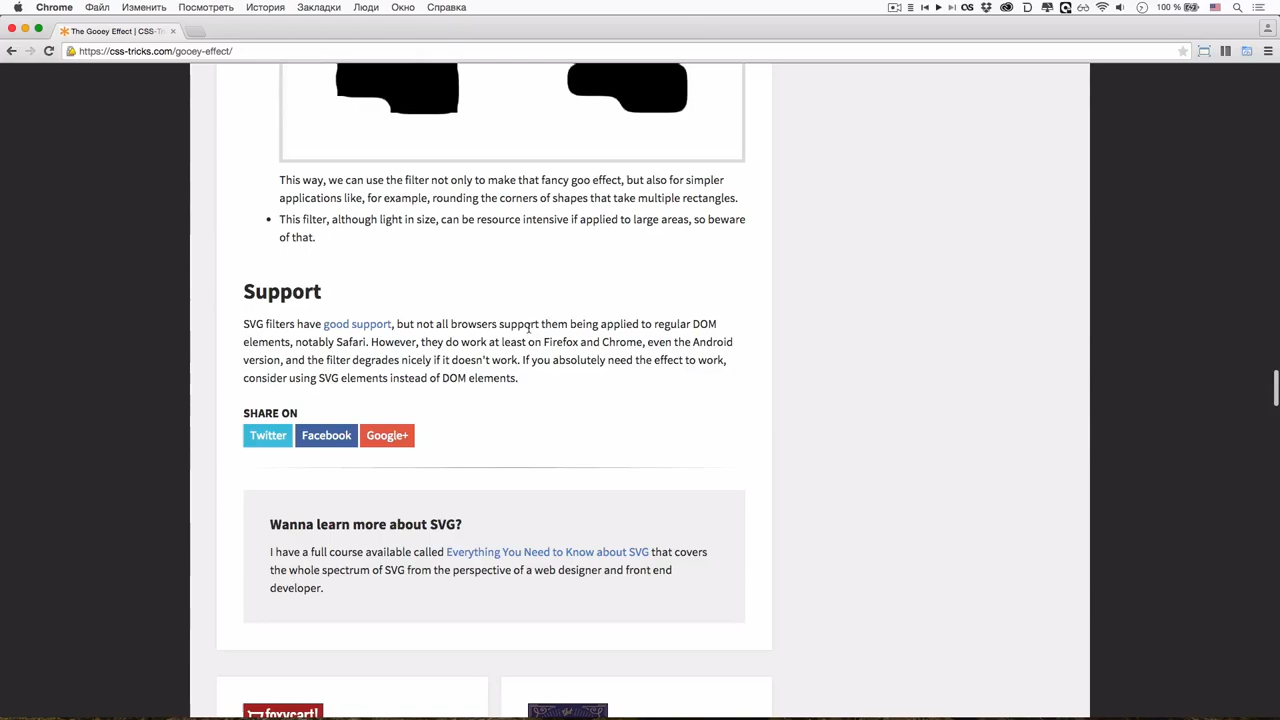 Chrome Файл Изменить Посмотреть История Закладки Люди Окно Справка 100 %
The Gooey Effect | CSS-Tri
https://css-tricks.com/gooey-effect/
This way, we can use the filter not only to make that fancy goo effect, but also for simpler
applications like, for example, rounding the corners of shapes that take multiple rectangles.
• This filter, although light in size, can be resource intensive if applied to large areas, so beware
of that.
Support
SVG filters have good support, but not all browsers support them being applied to regular DOM
elements, notably Safari. However, they do work at least on Firefox and Chrome, even the Android
version, and the filter degrades nicely if it doesn't work. If you absolutely need the effect to work,
consider using SVG elements instead of DOM elements.
SHARE ON
Twitter Facebook Google+
Wanna learn more about SVG?
I have a full course available called Everything You Need to Know about SVG that covers
the whole spectrum of SVG from the perspective of a web designer and front end
developer.
foxycart!